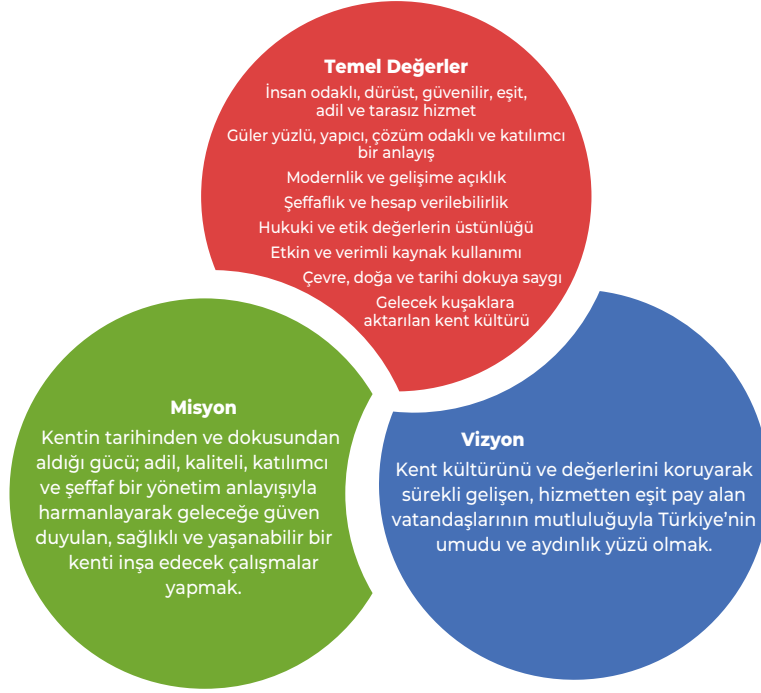 Temel Değerler
İnsan odaklı, dürüst, güvenilir, eşit,
adil ve tarasız hizmet
Güler yüzlü, yapıcı, çözüm odaklı ve katılımcı
bir anlayış
Modernlik ve gelişime açıklık
Şeffaflık ve hesap verilebilirlik
Hukuki ve etik değerlerin üstünlüğü
Etkin ve verimli kaynak kullanımı
Çevre, doğa ve tarihi dokuya saygı
Gelecek kuşaklara
aktarılan kent kültürü
Misyon
Kentin tarihinden ve dokusundan
aldığı gücü; adil, kaliteli, katılımcı
ve şeffaf bir yönetim anlayışıyla
harmanlayarak geleceğe güven
duyulan, sağlıklı ve yaşanabilir bir
kenti inşa edecek çalışmalar
yapmak.
Vizyon
Kent kültürünü ve değerlerini koruyarak
sürekli gelişen, hizmetten eşit pay alan
vatandaşlarının mutluluğuyla Türkiye’nin
umudu ve aydınlık yüzü olmak.